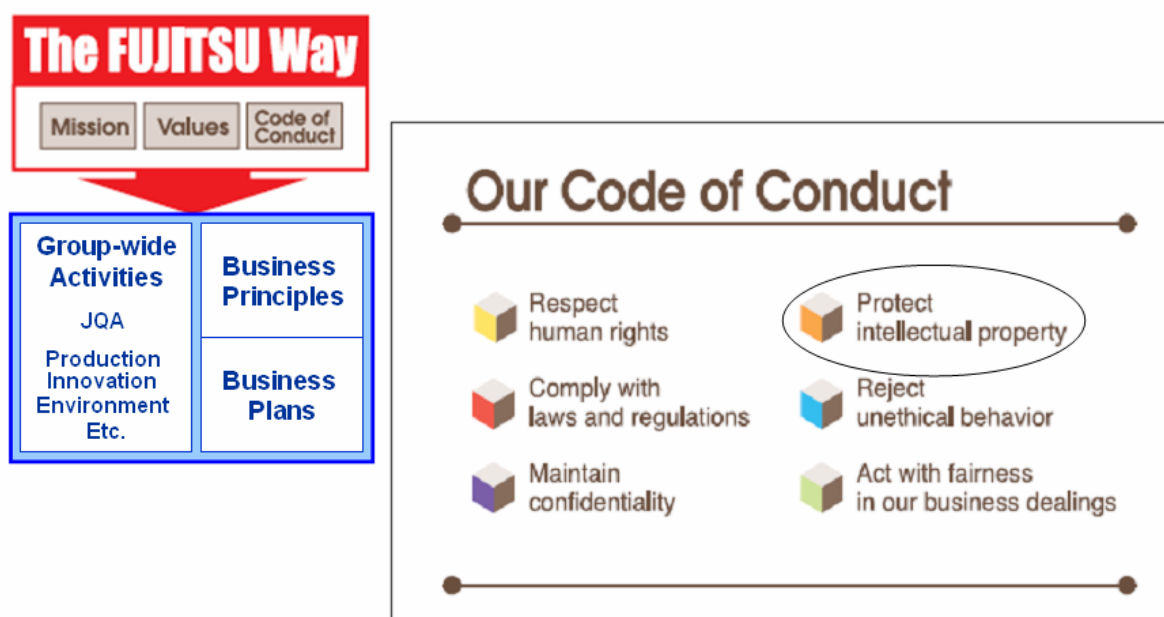 The FUJITSU Way
Mission
Values
Code of
Conduct
Group-wide
Activities
JQA
Production
Innovation
Environment
Etc.
Business
Principles
Business
Plans
Our Code of Conduct
Respect
human rights
Protect
intellectual property
Comply with
laws and regulations
Reject
unethical behavior
Maintain
confidentiality
Act with fairness
in our business dealings